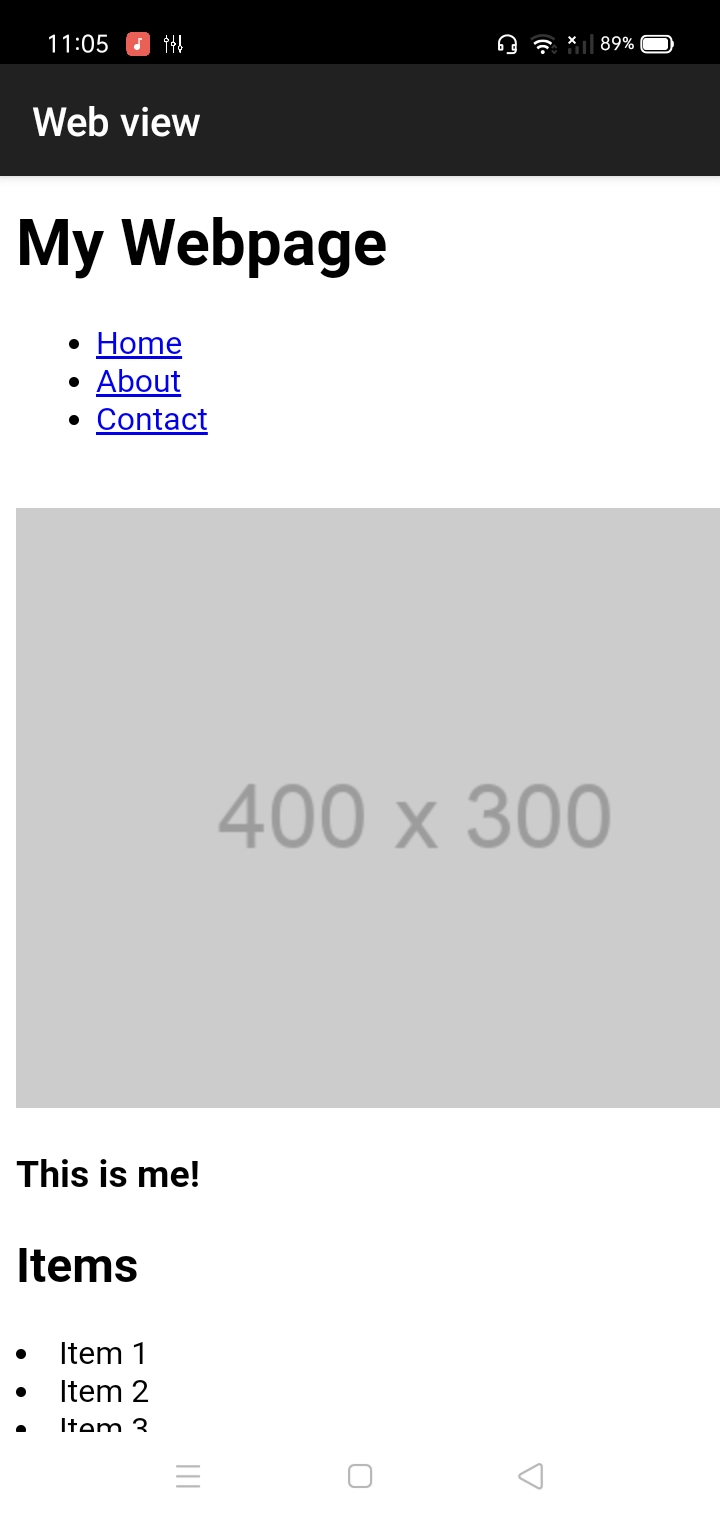 11:05 89%
Web view
My Webpage
Home
About
Contact
400 x 300
This is me!
Items
Item 1
Item 2
Item 3